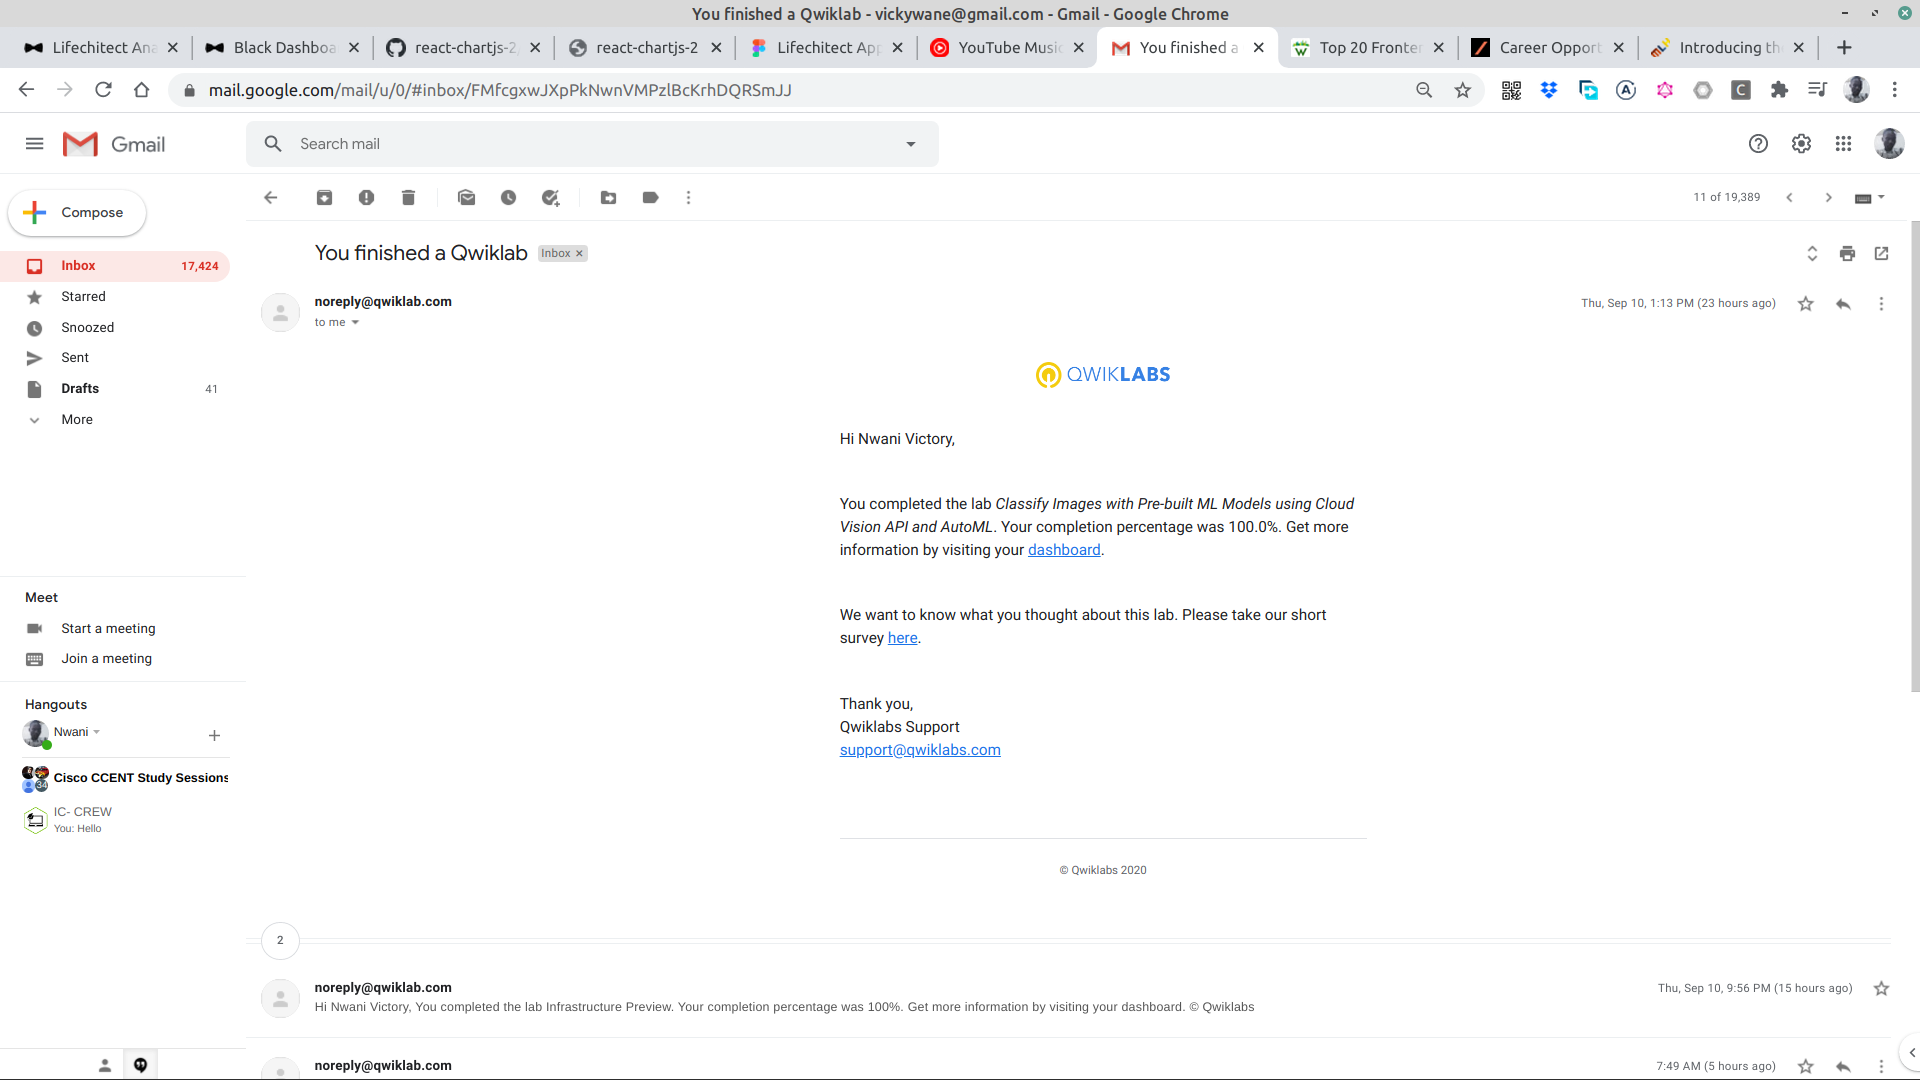 You finished a Qwiklab - vickywane@gmail.com - Gmail - Google Chrome
Lifechitect Ana
Black Dashboa
react-chartjs-2
react-chartjs-2
Lifechitect App
YouTube Music
You finished a
Top 20 Fronter
Career Opport
Introducing the
mail.google.com/mail/u/0/#inbox/FMfcgxwJXpPkNwnVMPzlBcKrhDQRSmJJ
Gmail
Search mail
11 of 19,389
Compose
Inbox 17,424
Starred
Snoozed
Sent
Drafts 41
More
Meet
Start a meeting
Join a meeting
Hangouts
Nwani
Cisco CCENT Study Sessions
34
IC- CREW
You: Hello
You finished a Qwiklab Inbox ×
noreply@qwiklab.com
Thu, Sep 10, 1:13 PM (23 hours ago)
to me
QWIKLABS
Hi Nwani Victory,
You completed the lab Classify Images with Pre-built ML Models using Cloud
Vision API and AutoML. Your completion percentage was 100.0%. Get more
information by visiting your dashboard.
We want to know what you thought about this lab. Please take our short
survey here.
Thank you,
Qwiklabs Support
support@qwiklabs.com
© Qwiklabs 2020
2
noreply@qwiklab.com
Thu, Sep 10, 9:56 PM (15 hours ago)
Hi Nwani Victory, You completed the lab Infrastructure Preview. Your completion percentage was 100%. Get more information by visiting your dashboard. © Qwiklabs
noreply@qwiklab.com
7:49 AM (5 hours ago)